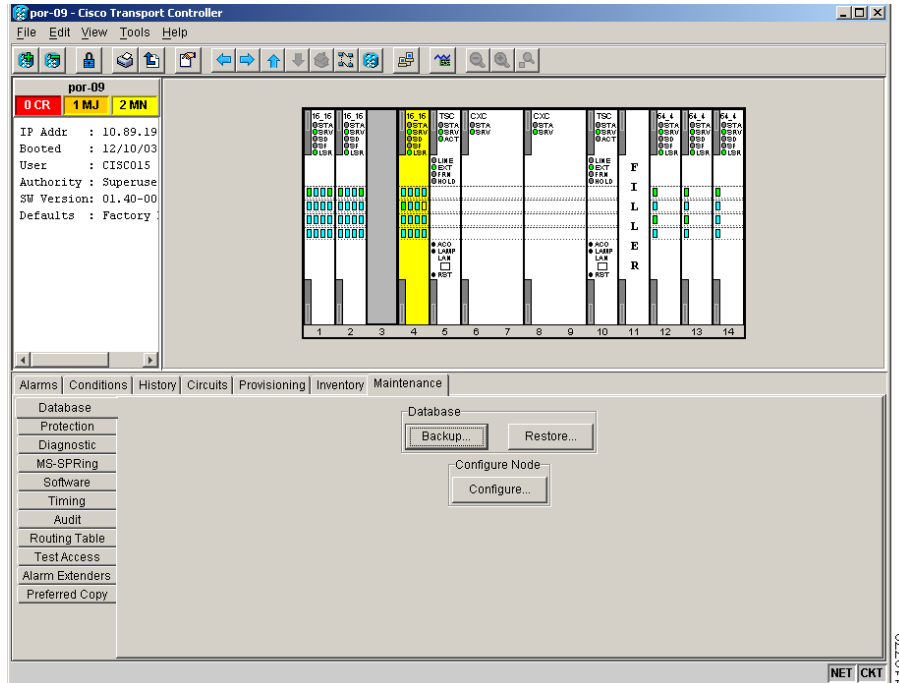 por-09 - Cisco Transport Controller
File Edit View Tools Help
por-09
0 CR 1 MJ 2 MN
IP Addr : 10.89.19
Booted : 12/10/03
User : CISCO15
Authority : Superuse
SW Version: 01.40-00
Defaults : Factory
16_16 16_16 16_16 TSC CXC CXC TSC 64_4 64_4 64_4
STA STA STA STA STA STA STA STA STA STA
SRV SRV SRV SRV SRV SRV SRV SRV SRV SRV
SD SD SD ACT ACT SD SD SD
SF SF SF SF SF SF
LSR LSR LSR LSR LSR LSR
LINE LINE
EXT EXT
FRN FRN
HOLD HOLD
FILLER
ACO ACO
LAMP LAMP
LAN LAN
RST RST
1 2 3 4 5 6 7 8 9 10 11 12 13 14
Alarms Conditions History Circuits Provisioning Inventory Maintenance
Database
Protection
Diagnostic
MS-SPRing
Software
Timing
Audit
Routing Table
Test Access
Alarm Extenders
Preferred Copy
Database
Backup... Restore...
Configure Node
Configure...
NET CKT